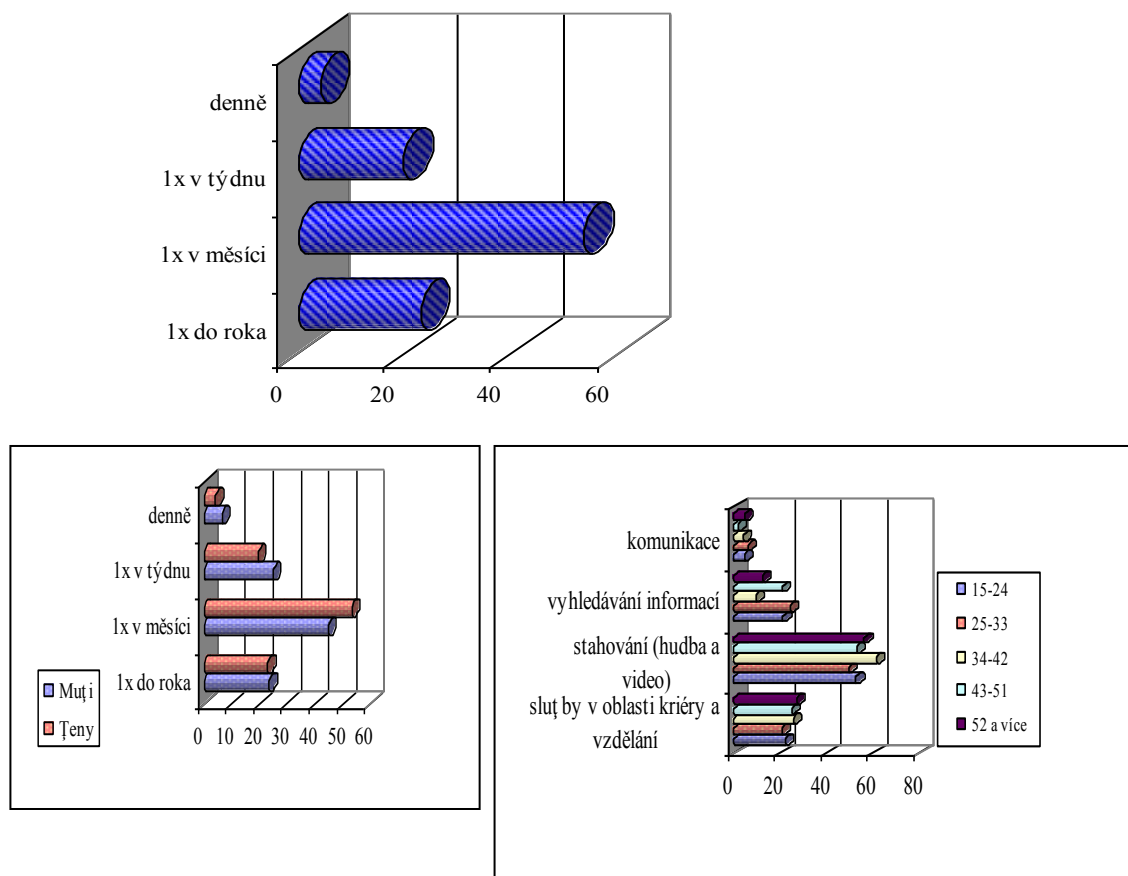 denně
1x v týdnu
1x v měsíci
1x do roka
0 20 40 60
denně
1x v týdnu
1x v měsíci
1x do roka
0 10 20 30 40 50 60
Muţi
Ţeny
komunikace
vyhledávání informací
stahování (hudba a
video)
sluţby v oblasti kriéry a
vzdělání
0 20 40 60 80
15-24
25-33
34-42
43-51
52 a více